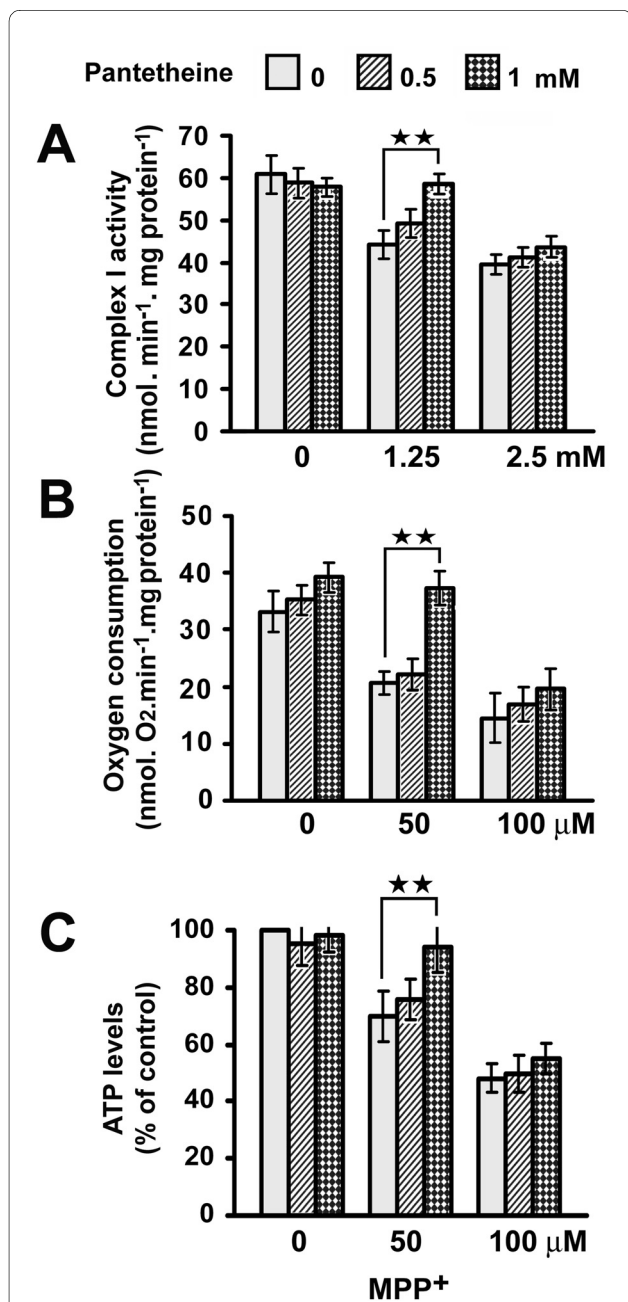 Pantetheine 0 0.5 1 mM
A
Complex I activity
(nmol. min⁻¹. mg protein⁻¹)
70
60
50
40
30
20
10
0
★★
0 1.25 2.5 mM
B
Oxygen consumption
(nmol. O₂.min⁻¹.mgprotein⁻¹)
50
40
30
20
10
0
★★
0 50 100 μM
C
ATP levels
(% of control)
100
80
60
40
20
0
★★
0 50 100 μM
MPP⁺